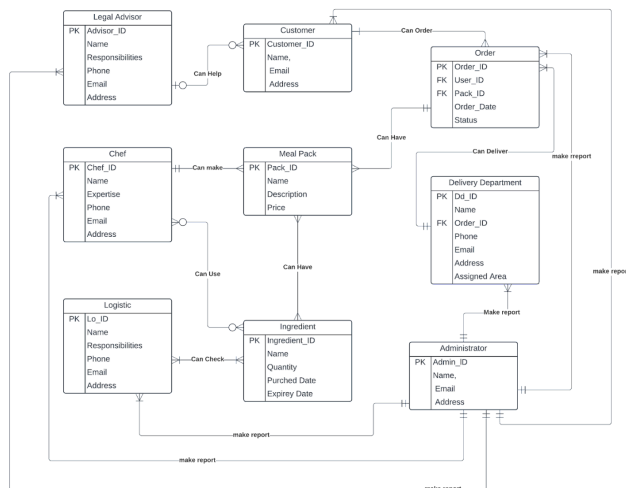 Legal Advisor
PK Advisor_ID
Name
Responsibilities
Phone
Email
Address
Customer
PK Customer_ID
Name,
Email
Address
Order
PK Order_ID
FK User_ID
FK Pack_ID
Order_Date
Status
Can Order
Can Help
Can Have
Chef
PK Chef_ID
Name
Expertise
Phone
Email
Address
Can make
Meal Pack
PK Pack_ID
Name
Description
Price
Can Deliver
make rreport
Delivery Department
PK Dd_ID
Name
FK Order_ID
Phone
Email
Address
Assigned Area
Can Use
Can Have
make repor
Logistic
PK Lo_ID
Name
Responsibilities
Phone
Email
Address
Can Check
Ingredient
PK Ingredient_ID
Name
Quantity
Purched Date
Expirey Date
Make report
Administrator
PK Admin_ID
Name,
Email
Address
make report
make report
make report